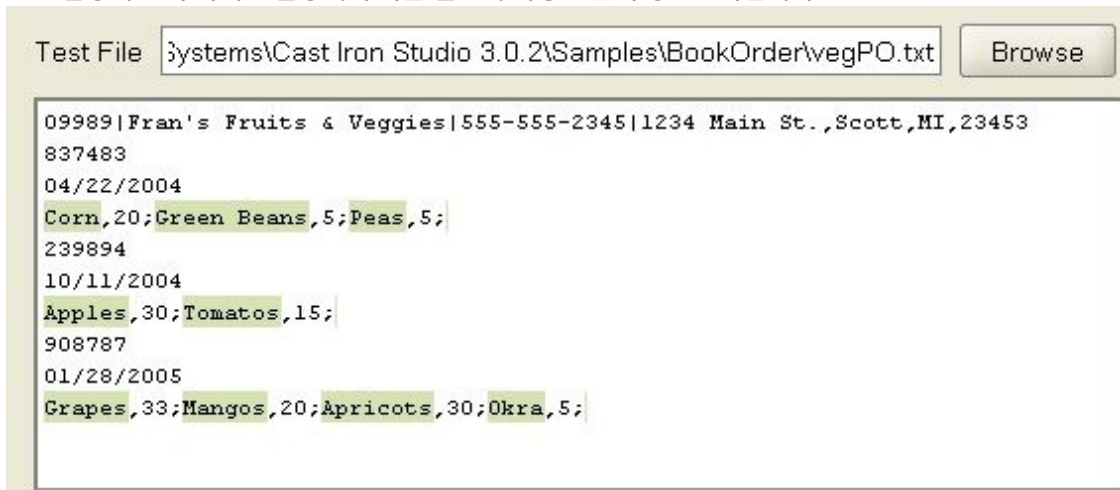 Test File ystems\Cast Iron Studio 3.0.2\Samples\BookOrder\vegPO.txt Browse
09989|Fran's Fruits & Veggies|555-555-2345|1234 Main St.,Scott,MI,23453
837483
04/22/2004
Corn,20;Green Beans,5;Peas,5;
239894
10/11/2004
Apples,30;Tomatos,15;
908787
01/28/2005
Grapes,33;Mangos,20;Apricots,30;Okra,5;